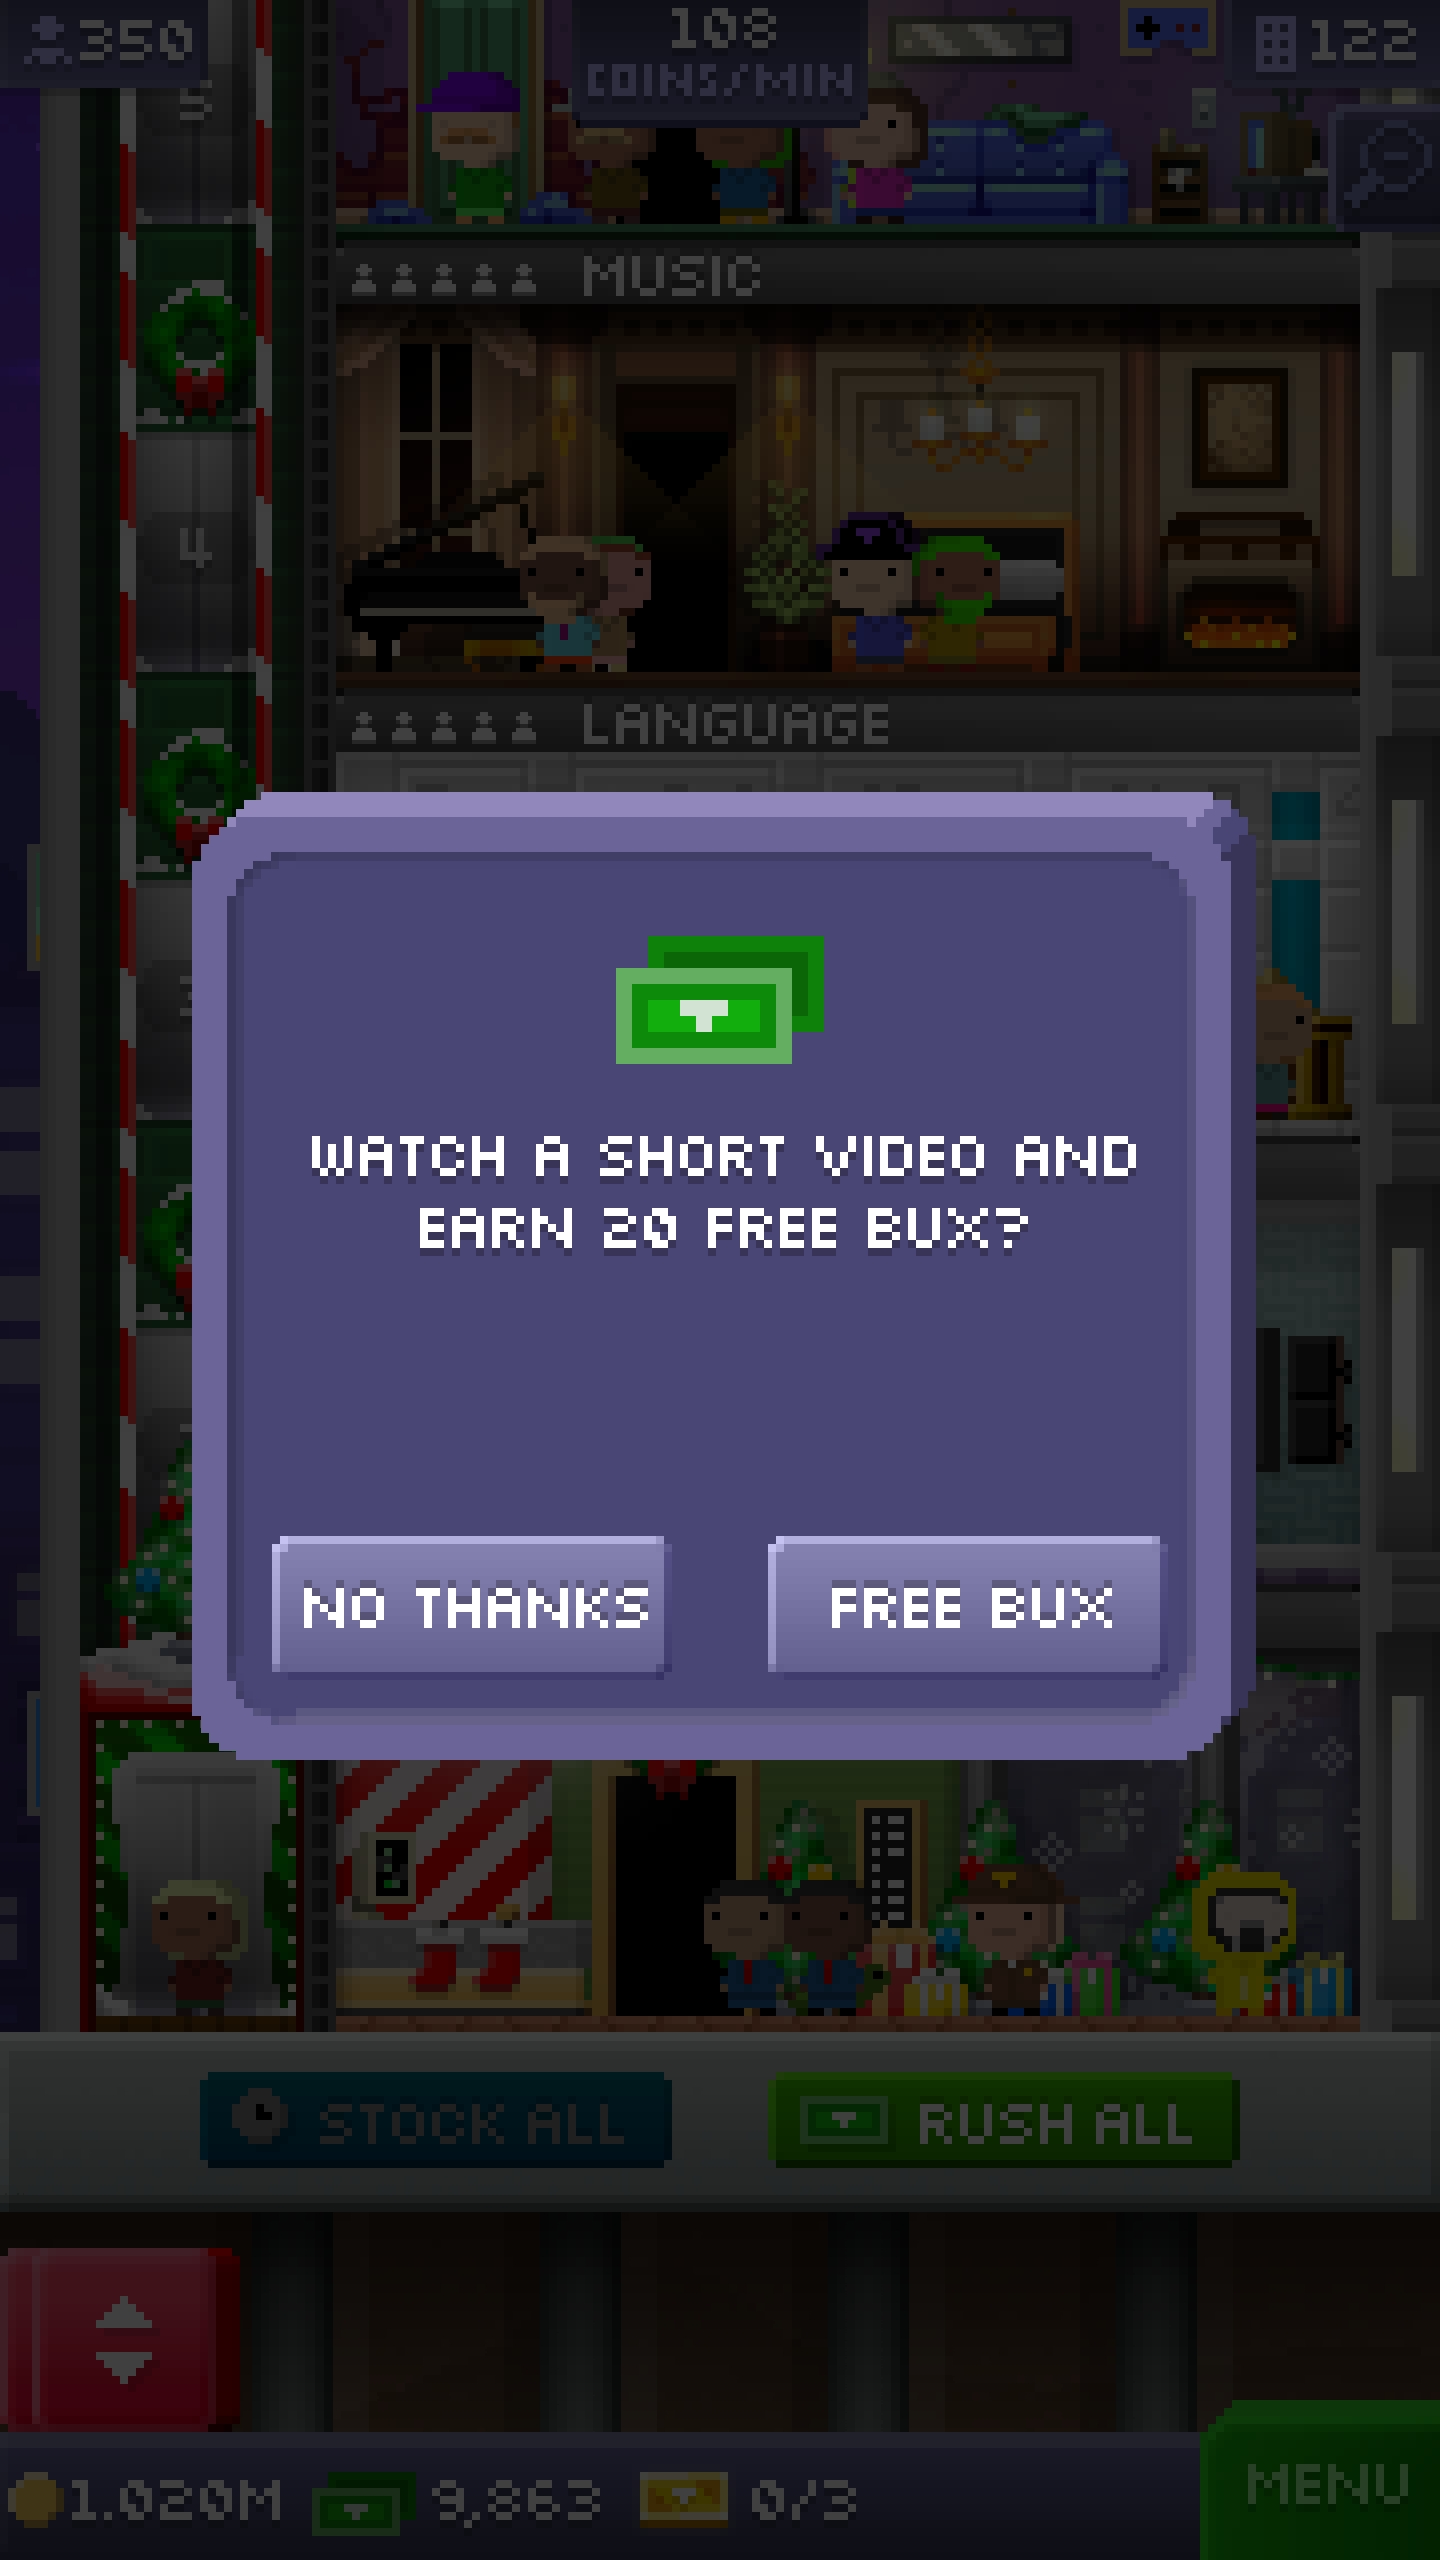 350
108
COINS/MIN
122
5
MUSIC
4
LANGUAGE
WATCH A SHORT VIDEO AND
EARN 20 FREE BUX?
NO THANKS
FREE BUX
STOCK ALL
RUSH ALL
1.020M
9,863
0/3
MENU